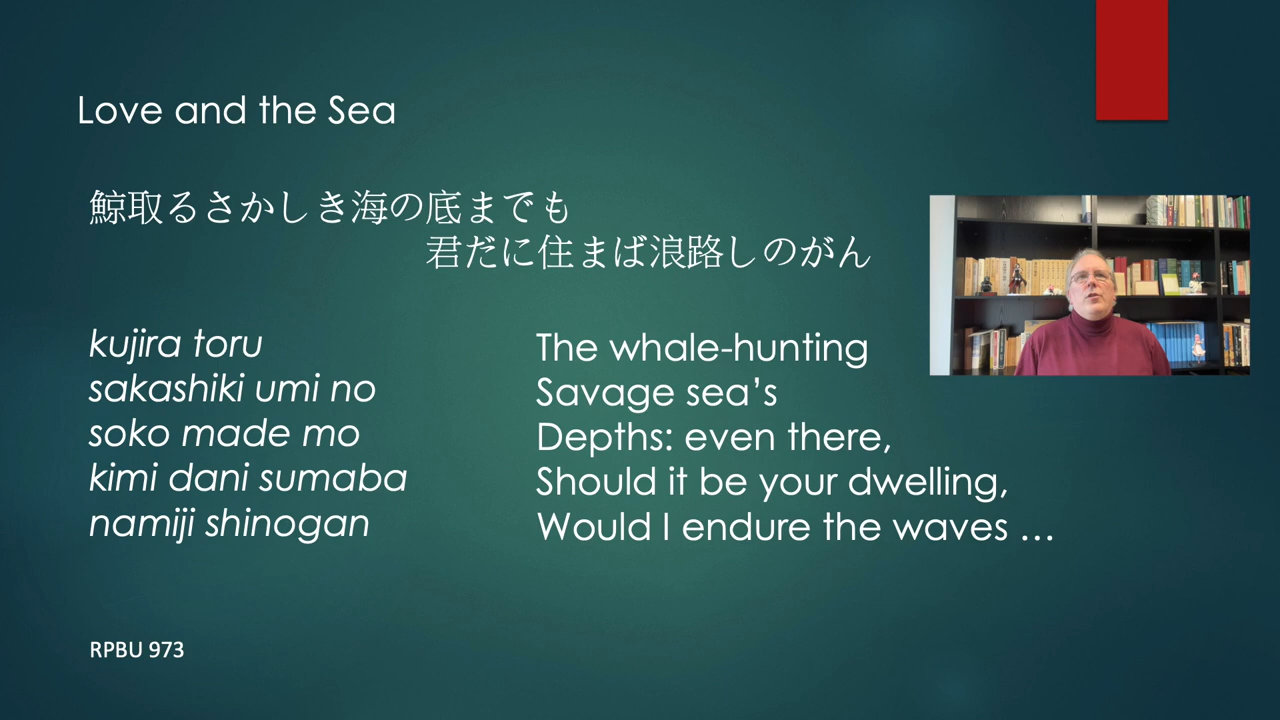 Love and the Sea
鯨取るさかしき海の底までも
君だに住まば浪路しのがん
kujira toru
sakashiki umi no
soko made mo
kimi dani sumaba
namiji shinogan
The whale-hunting
Savage sea’s
Depths: even there,
Should it be your dwelling,
Would I endure the waves …
RPBU 973